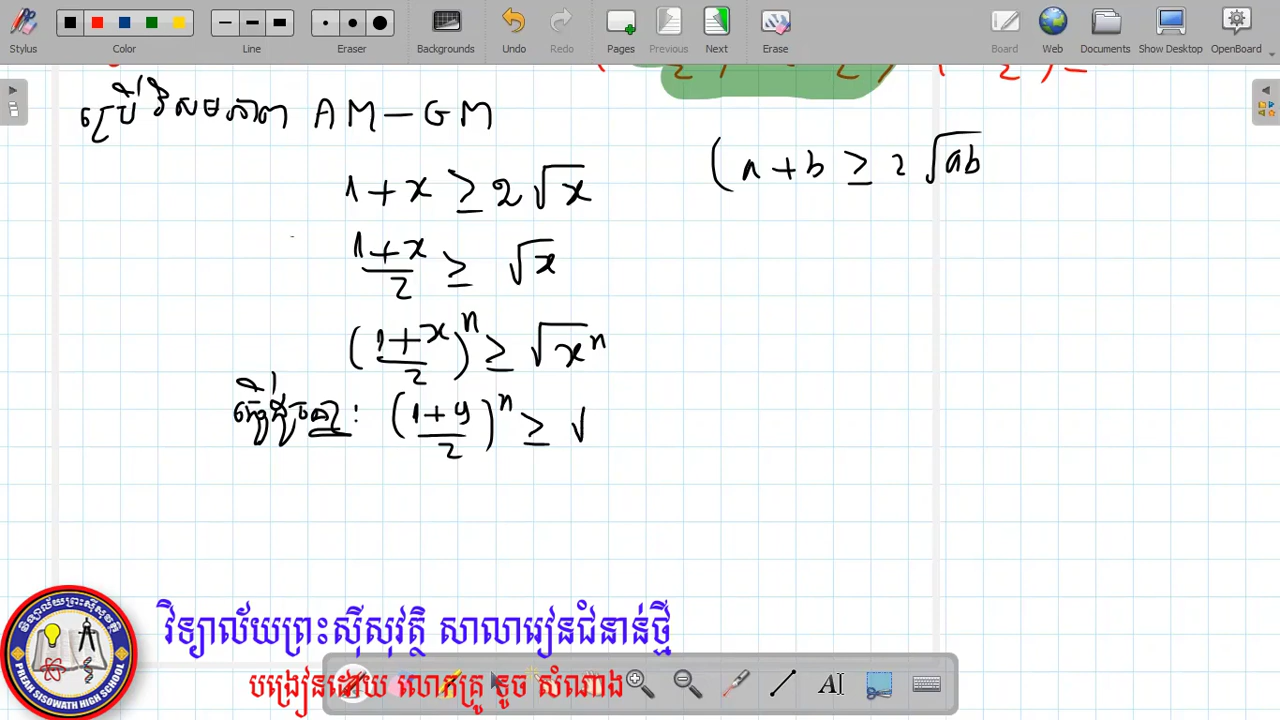 Stylus
Color
Line
Eraser
Backgrounds
Undo
Redo
Pages
Previous
Next
Erase
Board
Web
Documents
Show Desktop
OpenBoard
ប្រើ វិសមភាព AM-GM
(a+b ≥ 2√ab
1+x ≥ 2√x
(1+x)/2 ≥ √x
((1+x)/2)^n ≥ √x^n
ធ្វើដូចគ្នា: ((1+y)/2)^n ≥ √
PREAH SISOWATH HIGH SCHOOL
វិទ្យាល័យព្រះស៊ីសុវត្ថិ សាលារៀនជំនាន់ថ្មី
បង្រៀនដោយ លោកគ្រូ នូច សំណាង